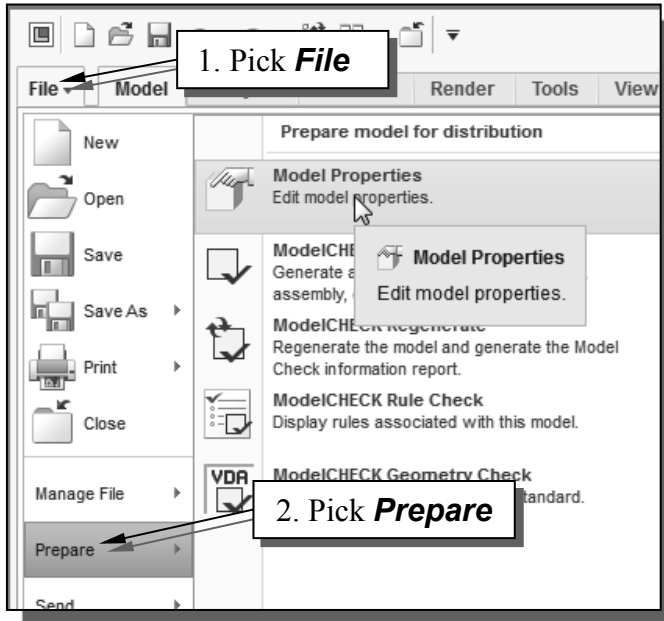 1. Pick File
File
Model
Render
Tools
View
New
Open
Save
Save As
Print
Close
Manage File
Prepare
Send
Prepare model for distribution
Model Properties
Edit model properties.
Generate
assembly,
Model Properties
Edit model properties.
ModelCHECK Regenerate
Regenerate the model and generate the Model
Check information report.
ModelCHECK Rule Check
Display rules associated with this model.
VDA
ModelCHECK Geometry Check
tandard.
2. Pick Prepare